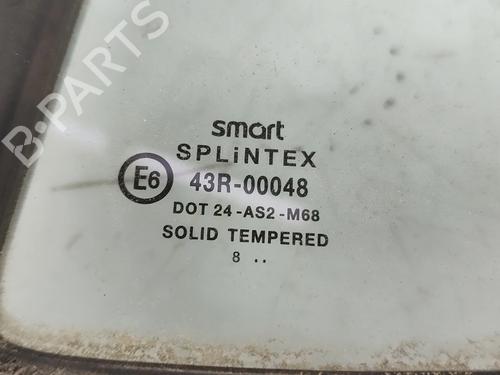 B-PARTS
smart
SPLiNTEX
E6 43R-00048
DOT 24-AS2-M68
SOLID TEMPERED
8 ..